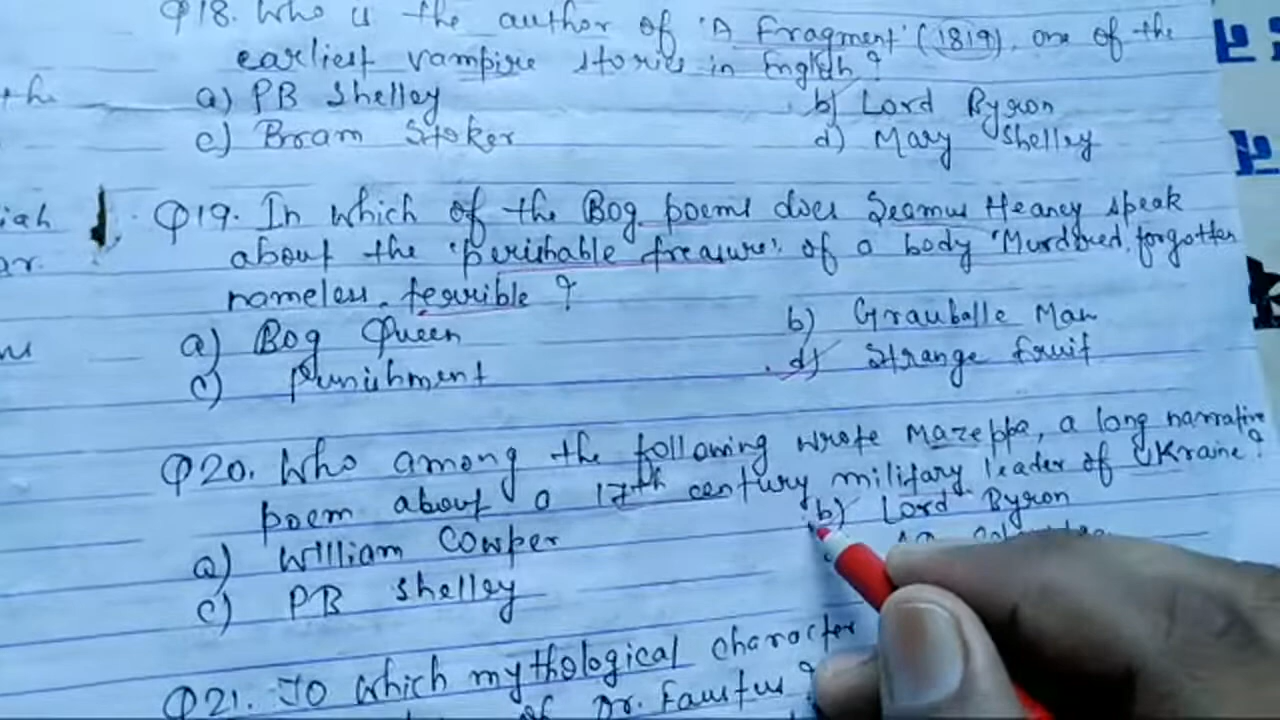 Q18. Who is the author of 'A Fragment' (1819), one of the
earliest vampire stories in English?
the
a) PB Shelley
b) Lord Byron
c) Bram Stoker
d) Mary Shelley
iah
Q19. In which of the Bog poems does Seamus Heaney speak
about the 'perishable treasure' of a body 'Murdered, forgotten
nameless, terrible?
a) Bog Queen
b) Grauballe Man
c) Punishment
d) Strange fruit
Q20. Who among the following wrote Mazeppa, a long narrative
poem about a 17th century military leader of Ukraine?
a) William Cowper
b) Lord Byron
c) PB Shelley
Q21. To which mythological character
of Dr. Faustus?